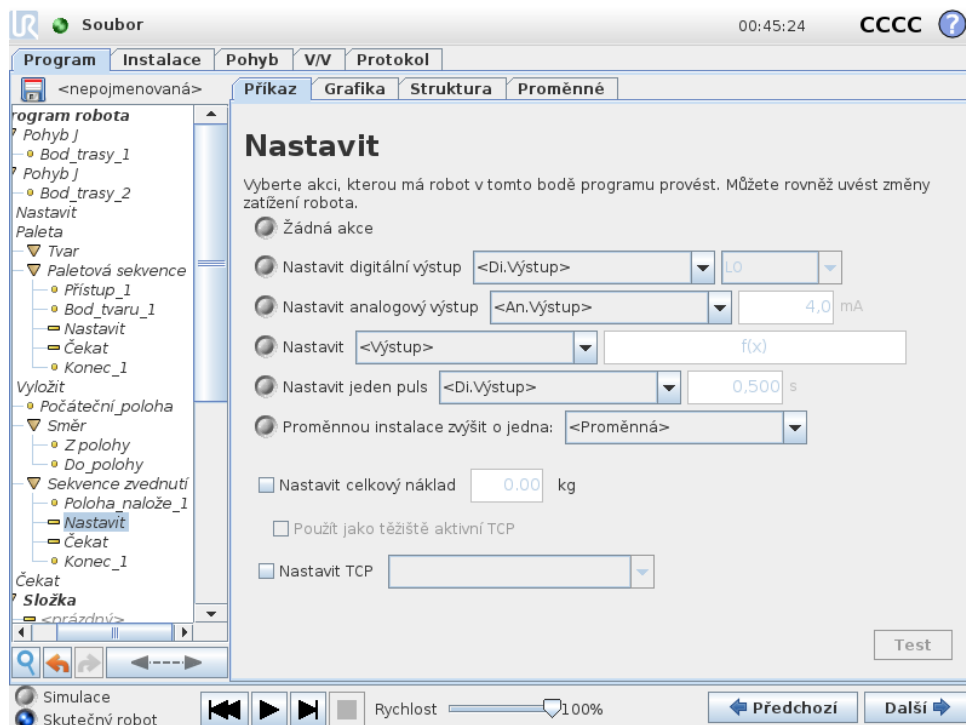 UR Soubor 00:45:24 CCCC ?
Program Instalace Pohyb V/V Protokol
<nepojmenovaná> Příkaz Grafika Struktura Proměnné
rogram robota
Pohyb J
Bod_trasy_1
Pohyb J
Bod_trasy_2
Nastavit
Paleta
Tvar
Paletová sekvence
Přístup_1
Bod_tvaru_1
Nastavit
Čekat
Konec_1
Vyložit
Počáteční_poloha
Směr
Z polohy
Do_polohy
Sekvence zvednutí
Poloha_nalože_1
Nastavit
Čekat
Konec_1
Čekat
Složka
<prázdný>
Nastavit
Vyberte akci, kterou má robot v tomto bodě programu provést. Můžete rovněž uvést změny
zatížení robota.
Žádná akce
Nastavit digitální výstup <Di.Výstup> LO
Nastavit analogový výstup <An.Výstup> 4,0 mA
Nastavit <Výstup> f(x)
Nastavit jeden puls <Di.Výstup> 0,500 s
Proměnnou instalace zvýšit o jedna: <Proměnná>
Nastavit celkový náklad 0.00 kg
Použít jako těžiště aktivní TCP
Nastavit TCP
Test
Simulace
Skutečný robot
Rychlost 100%
Předchozí Další